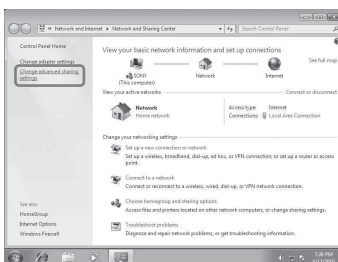 Network and Internet ▸ Network and Sharing Center
Search Control Panel
Control Panel Home
Change adapter settings
Change advanced sharing
settings
View your basic network information and set up connections
See full map
SONY
(This computer)
Network
Internet
View your active networks
Connect or disconnect
Network
Home network
Access type: Internet
Connections: Local Area Connection
Change your networking settings
Set up a new connection or network
Set up a wireless, broadband, dial-up, ad hoc, or VPN connection; or set up a router or access
point.
Connect to a network
Connect or reconnect to a wireless, wired, dial-up, or VPN network connection.
Choose homegroup and sharing options
Access files and printers located on other network computers, or change sharing settings.
Troubleshoot problems
Diagnose and repair network problems, or get troubleshooting information.
See also
HomeGroup
Internet Options
Windows Firewall